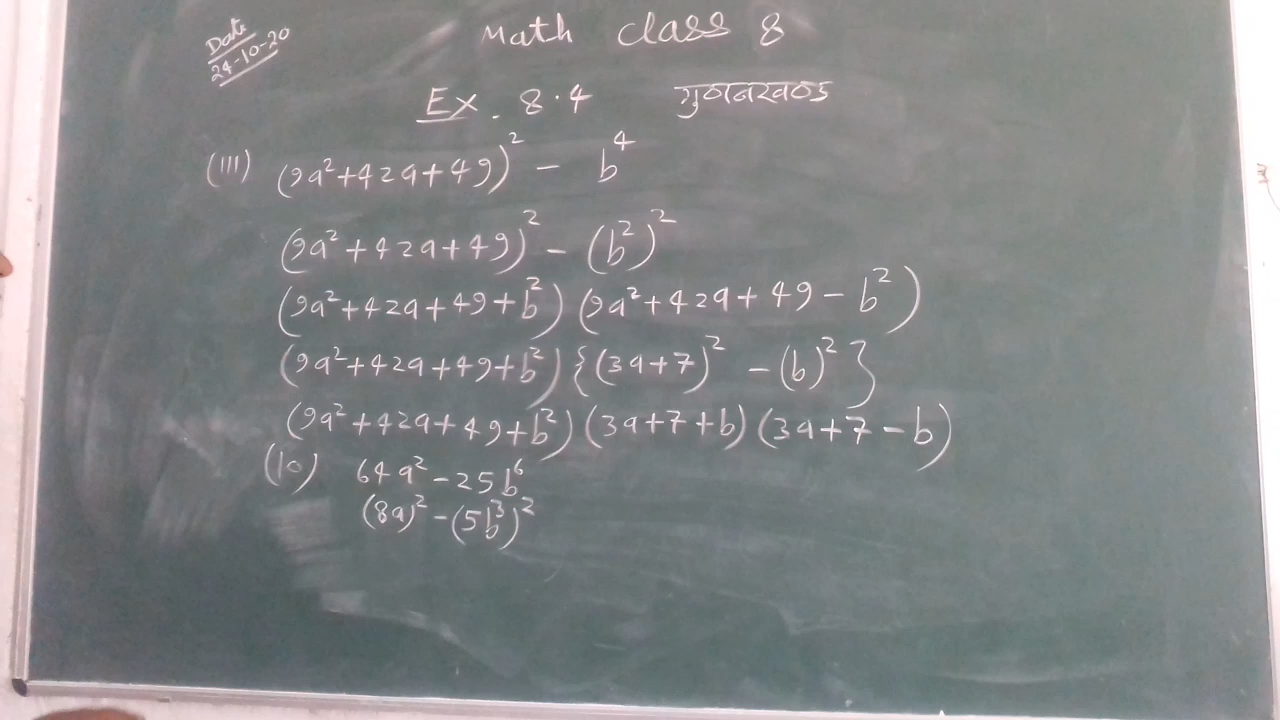 Date
24-10-20
Math class 8
Ex. 8.4 गुणनखण्ड
(111) (9a²+42a+49)² - b⁴
(9a²+42a+49)² - (b²)²
(9a²+42a+49+b²) (9a²+42a+49-b²)
(9a²+42a+49+b²) {(3a+7)² - (b)²}
(9a²+42a+49+b²) (3a+7+b) (3a+7-b)
(10) 64a² - 25b⁶
(8a)² - (5b³)²